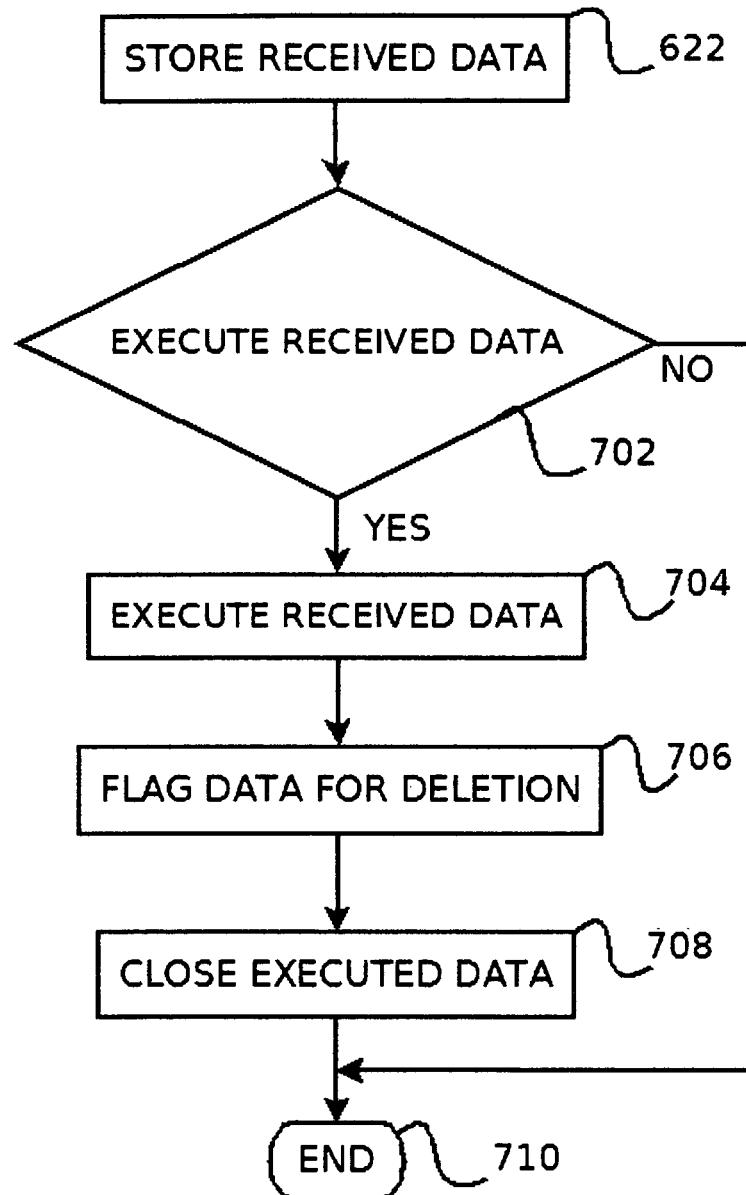 STORE RECEIVED DATA
622
EXECUTE RECEIVED DATA
NO
702
YES
704
EXECUTE RECEIVED DATA
706
FLAG DATA FOR DELETION
708
CLOSE EXECUTED DATA
END
710